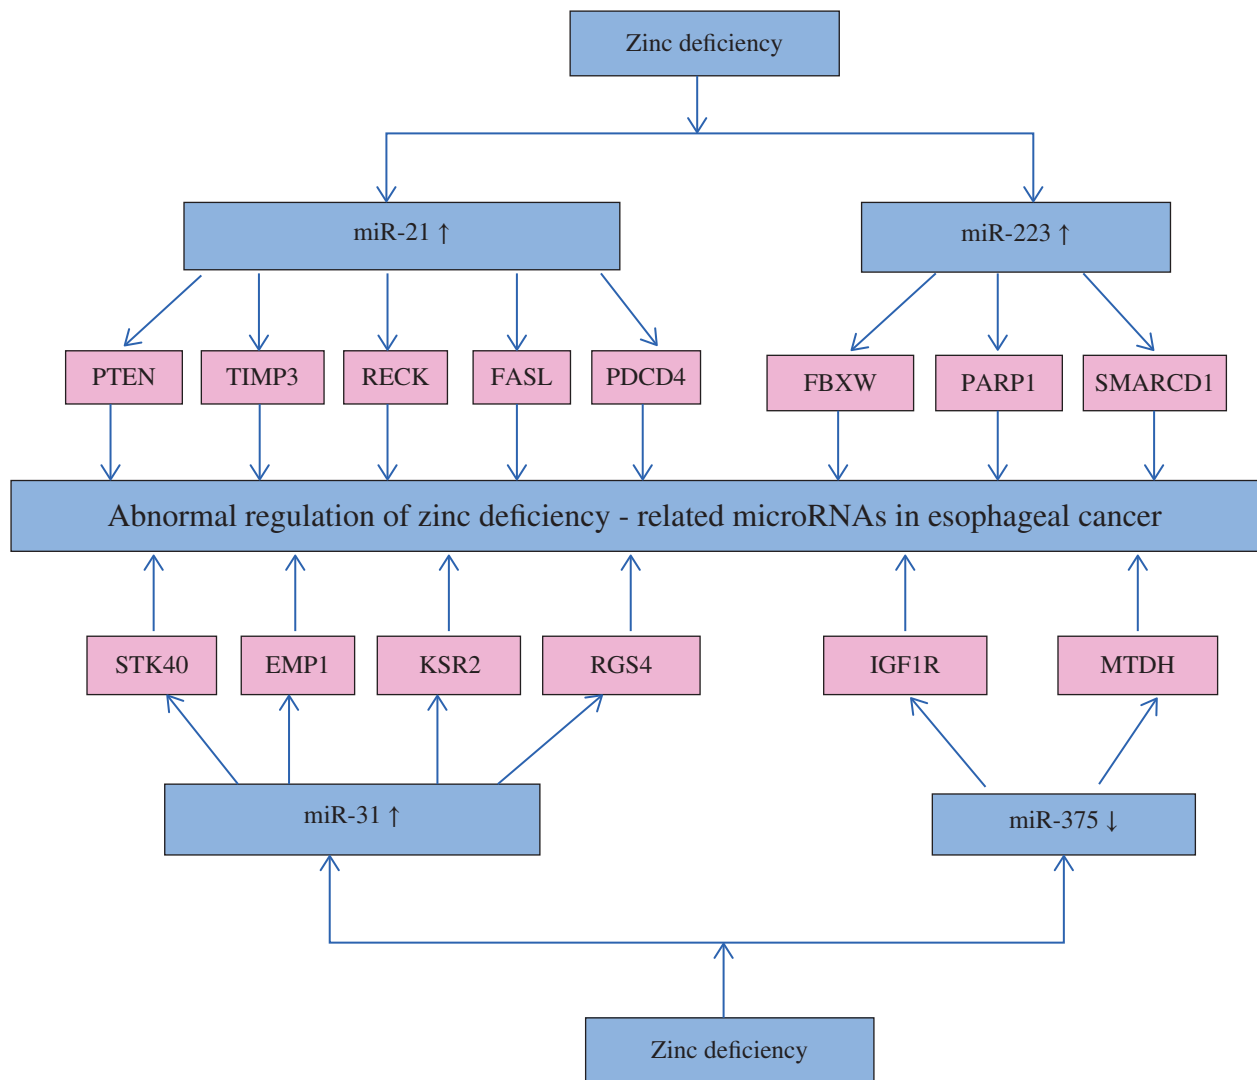 Zinc deficiency
miR-21 ↑
miR-223 ↑
PTEN
TIMP3
RECK
FASL
PDCD4
FBXW
PARP1
SMARCD1
Abnormal regulation of zinc deficiency - related microRNAs in esophageal cancer
STK40
EMP1
KSR2
RGS4
IGF1R
MTDH
miR-31 ↑
miR-375 ↓
Zinc deficiency